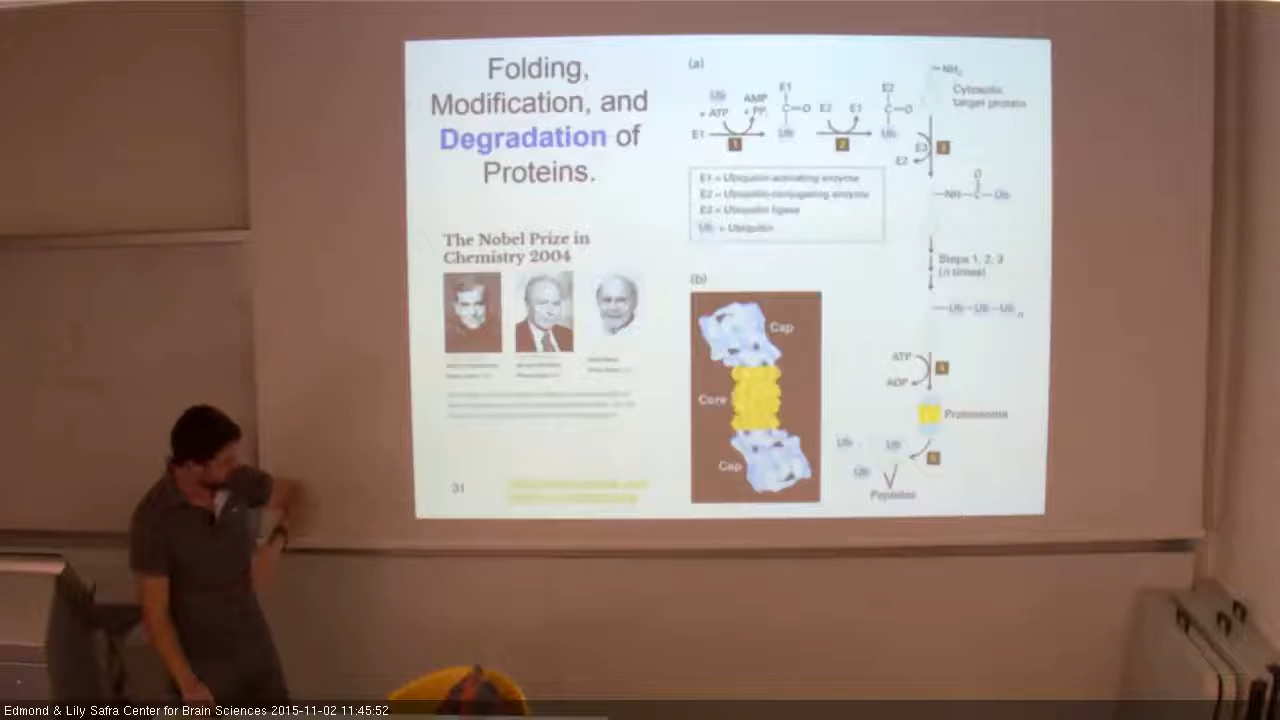 Folding,
Modification, and
Degradation of
Proteins.
The Nobel Prize in
Chemistry 2004
31
(a)
Ub
+ ATP
AMP
+ PPi
E1
E1
C=O
Ub
1
E2
E1
2
E2
C=O
Ub
NH2
Cytosolic
target protein
E3
E2
3
E1 = Ubiquitin-activating enzyme
E2 = Ubiquitin-conjugating enzyme
E3 = Ubiquitin ligase
Ub = Ubiquitin
O
NH C Ub
Steps 1, 2, 3
(n times)
Ub Ub Ub n
(b)
Cap
Core
Cap
ATP
ADP
4
Proteasome
Ub
Ub
Ub
5
Peptides
Edmond & Lily Safra Center for Brain Sciences 2015-11-02 11:45:52